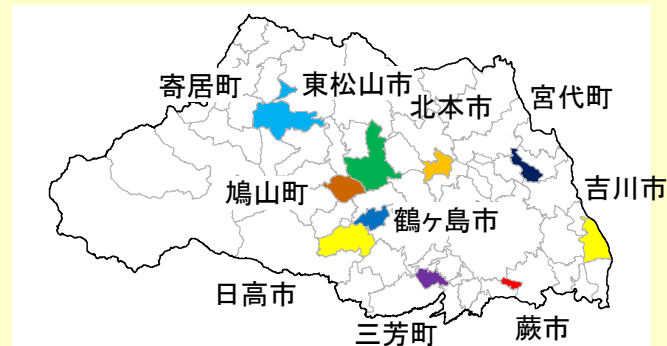 寄居町
東松山市
北本市
宮代町
鳩山町
鶴ヶ島市
吉川市
日高市
三芳町
蕨市